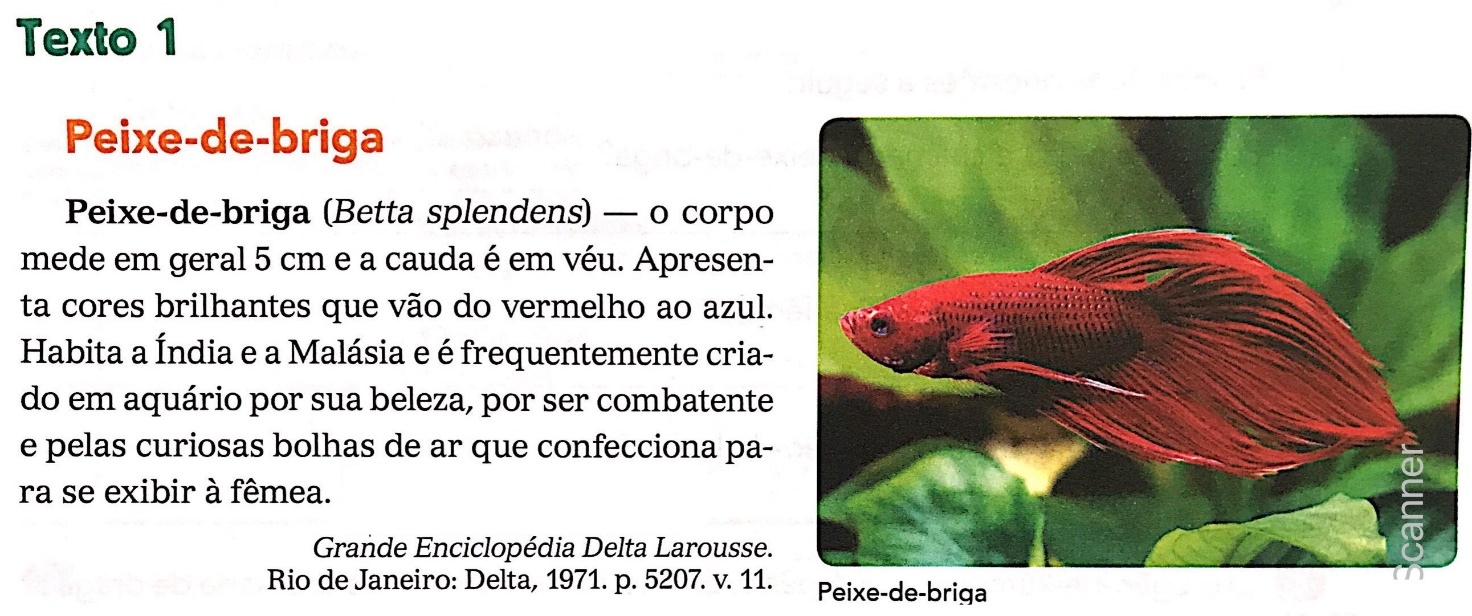 Texto 1
Peixe-de-briga
Peixe-de-briga (Betta splendens) — o corpo
mede em geral 5 cm e a cauda é em véu. Apresen-
ta cores brilhantes que vão do vermelho ao azul.
Habita a Índia e a Malásia e é frequentemente cria-
do em aquário por sua beleza, por ser combatente
e pelas curiosas bolhas de ar que confecciona pa-
ra se exibir à fêmea.
Grande Enciclopédia Delta Larousse.
Rio de Janeiro: Delta, 1971. p. 5207. v. 11.
Peixe-de-briga
Scanner